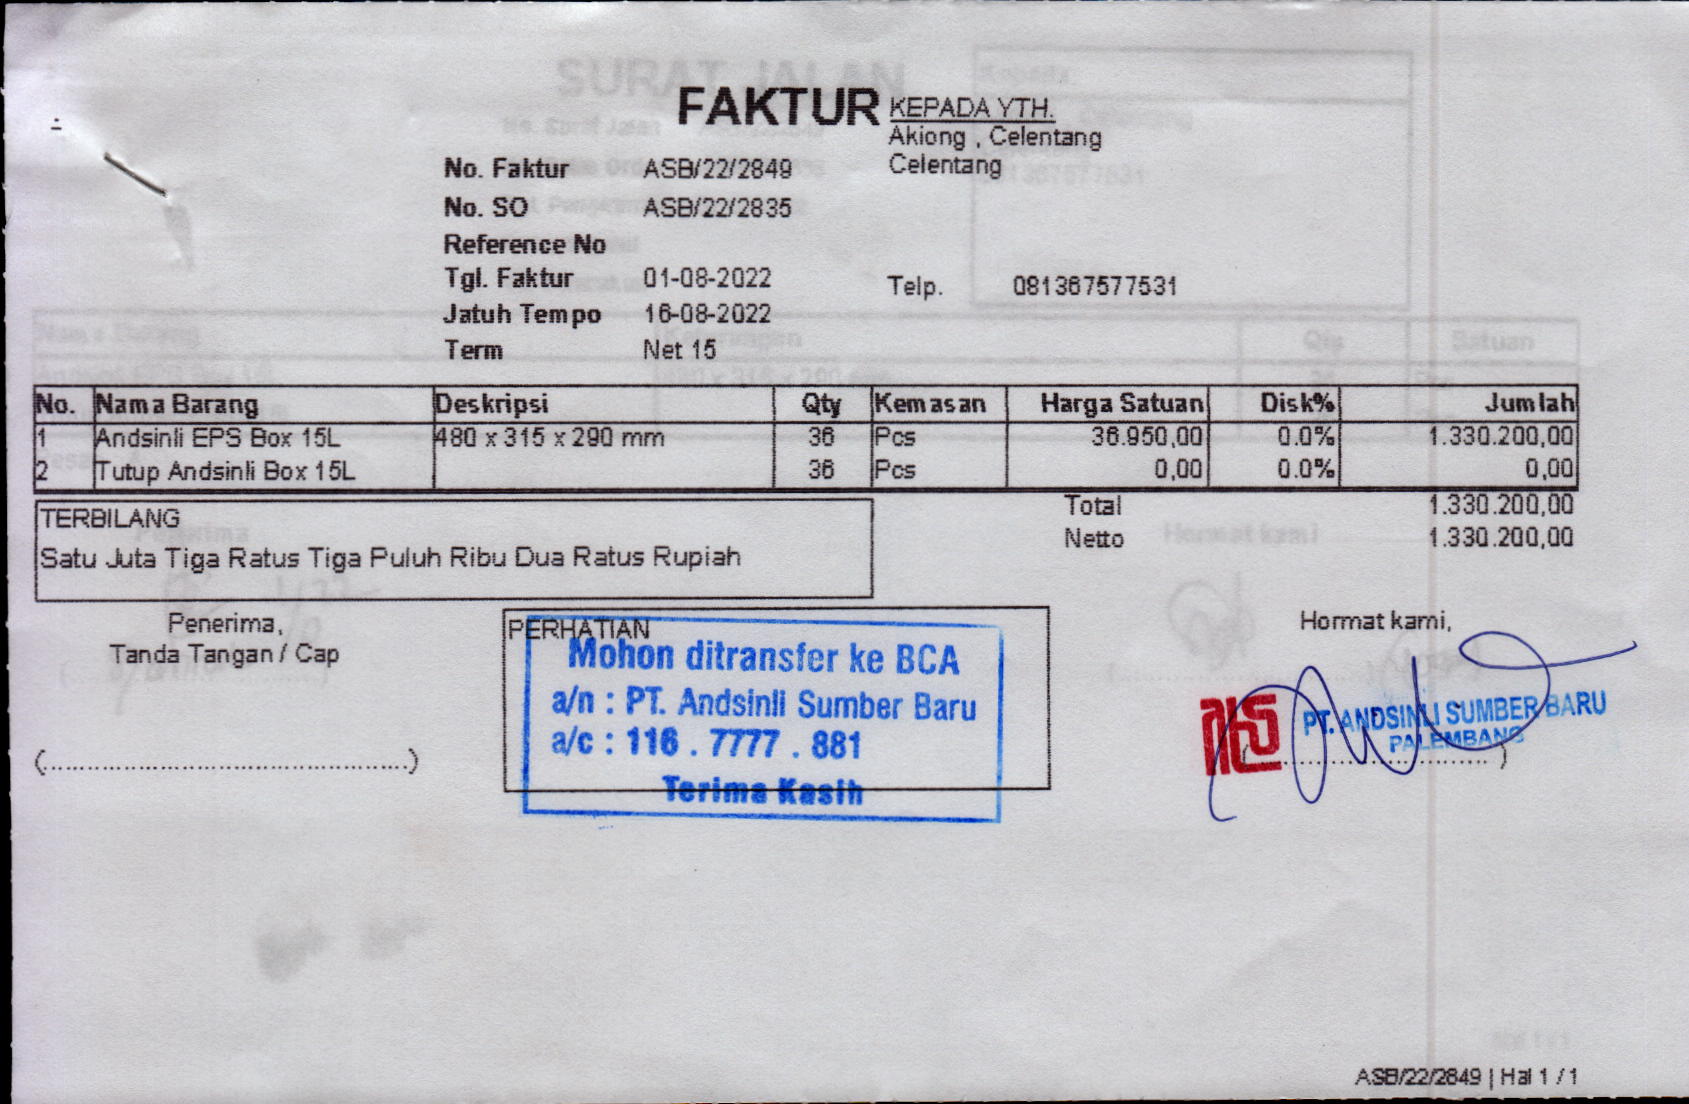 FAKTUR
KEPADA YTH.
Akiong , Celentang
Celentang
No. Faktur ASB/22/2849
No. SO ASB/22/2835
Reference No
Tgl. Faktur 01-08-2022
Telp. 081367577531
Jatuh Tempo 16-08-2022
Term Net 15
No. Nama Barang Deskripsi Qty Kemasan Harga Satuan Disk% Jumlah
1 Andsinli EPS Box 15L 480 x 315 x 290 mm 36 Pcs 36.950,00 0.0% 1.330.200,00
2 Tutup Andsinli Box 15L 36 Pcs 0,00 0.0% 0,00
Total 1.330.200,00
Netto 1.330.200,00
TERBILANG
Satu Juta Tiga Ratus Tiga Puluh Ribu Dua Ratus Rupiah
Penerima,
Tanda Tangan / Cap
(..............................................)
PERHATIAN
Mohon ditransfer ke BCA
a/n : PT. Andsinli Sumber Baru
a/c : 116 . 7777 . 881
Terima Kasih
Hormat kami,
PT. ANDSINLI SUMBER BARU
PALEMBANG
SURAT JALAN
ASB/22/2849 | Hal 1 / 1